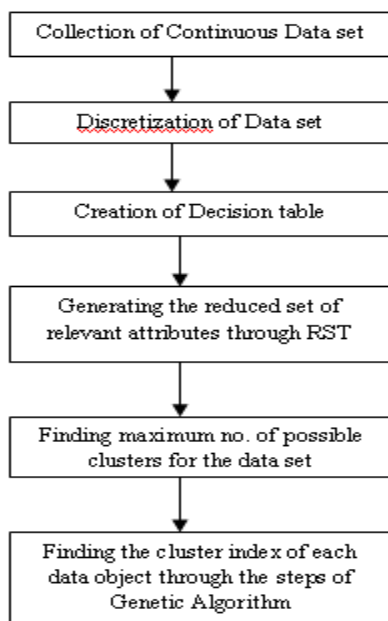 Collection of Continuous Data set
Discretization of Data set
Creation of Decision table
Generating the reduced set of
relevant attributes through RST
Finding maximum no. of possible
clusters for the data set
Finding the cluster index of each
data object through the steps of
Genetic Algorithm